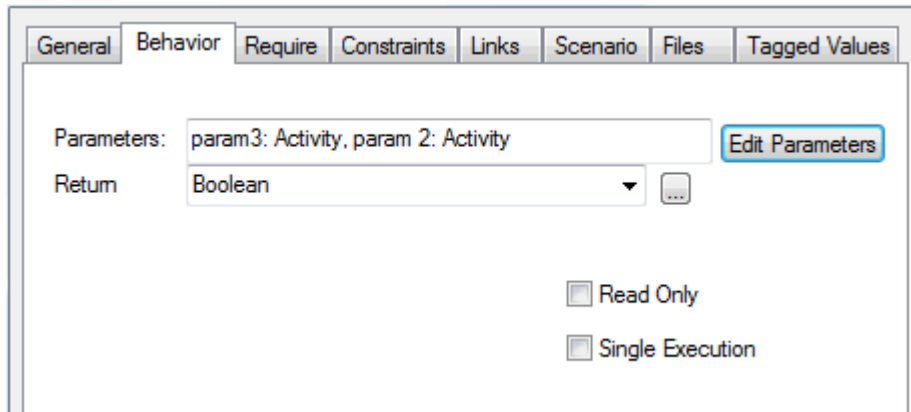 General Behavior Require Constraints Links Scenario Files Tagged Values
Parameters: param3: Activity, param 2: Activity Edit Parameters
Return Boolean ...
Read Only
Single Execution